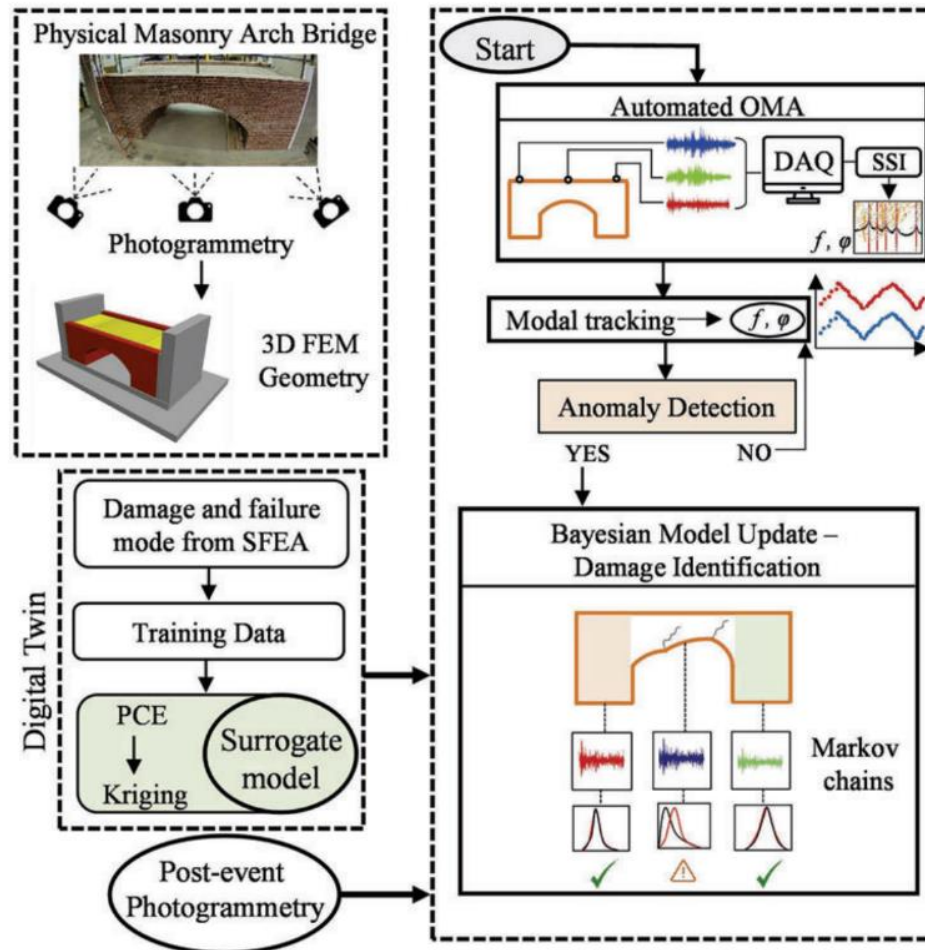 Physical Masonry Arch Bridge
Photogrammetry
3D FEM
Geometry
Digital Twin
Damage and failure
mode from SFEA
Training Data
PCE
Kriging
Surrogate
model
Post-event
Photogrammetry
Start
Automated OMA
DAQ
SSI
f, φ
Modal tracking
f, φ
Anomaly Detection
YES
NO
Bayesian Model Update –
Damage Identification
Markov
chains